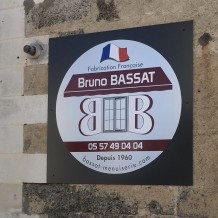 Fabrication Française
Bruno BASSAT
BB
05 57 49 04 04
Depuis 1960
bassat-menuiserie.com